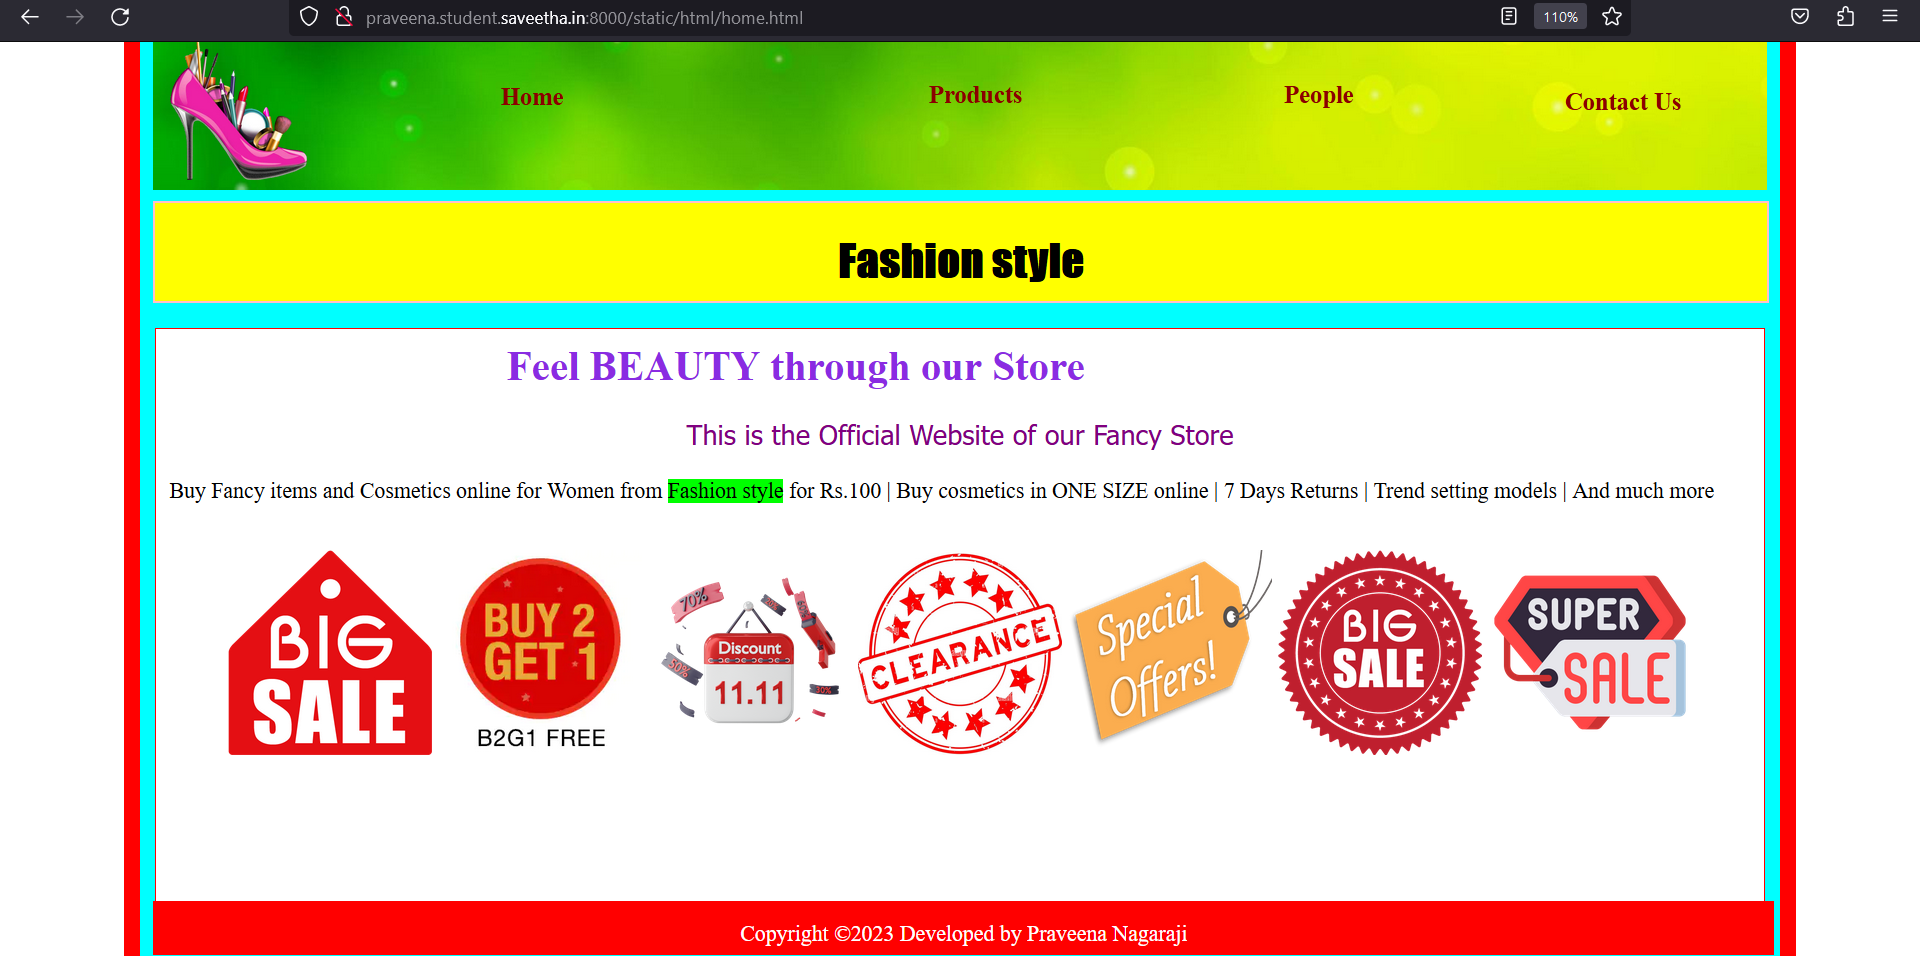 praveena.student.saveetha.in:8000/static/html/home.html
110%
Home
Products
People
Contact Us
Fashion style
Feel BEAUTY through our Store
This is the Official Website of our Fancy Store
Buy Fancy items and Cosmetics online for Women from Fashion style for Rs.100 | Buy cosmetics in ONE SIZE online | 7 Days Returns | Trend setting models | And much more
BIG
SALE
BUY 2
GET 1
B2G1 FREE
70%
50%
Discount
11.11
CLEARANCE
Special
Offers!
BIG
SALE
SUPER
SALE
Copyright ©2023 Developed by Praveena Nagaraji